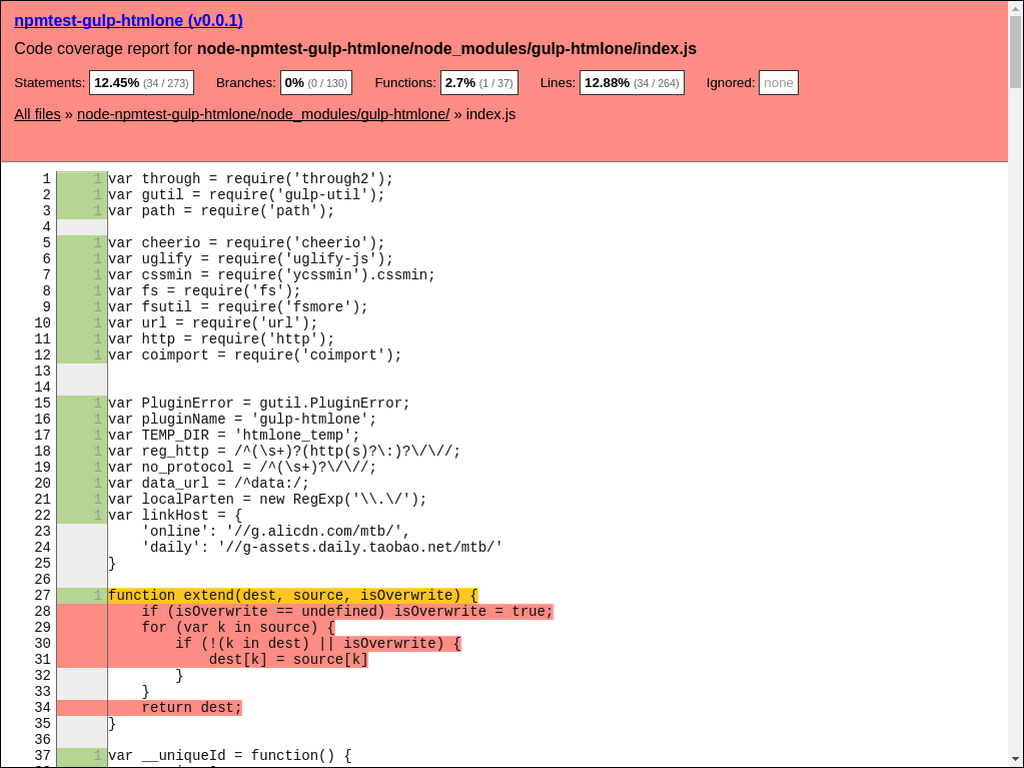 npmtest-gulp-htmlone (v0.0.1)
Code coverage report for node-npmtest-gulp-htmlone/node_modules/gulp-htmlone/index.js
Statements: 12.45% (34 / 273) Branches: 0% (0 / 130) Functions: 2.7% (1 / 37) Lines: 12.88% (34 / 264) Ignored: none
All files » node-npmtest-gulp-htmlone/node_modules/gulp-htmlone/ » index.js
1 1 var through = require('through2');
2 1 var gutil = require('gulp-util');
3 1 var path = require('path');
4
5 1 var cheerio = require('cheerio');
6 1 var uglify = require('uglify-js');
7 1 var cssmin = require('ycssmin').cssmin;
8 1 var fs = require('fs');
9 1 var fsutil = require('fsmore');
10 1 var url = require('url');
11 1 var http = require('http');
12 1 var coimport = require('coimport');
13
14
15 1 var PluginError = gutil.PluginError;
16 1 var pluginName = 'gulp-htmlone';
17 1 var TEMP_DIR = 'htmlone_temp';
18 1 var reg_http = /^(\s+)?(http(s)?\:)?\/\//;
19 1 var no_protocol = /^(\s+)?\/\//;
20 1 var data_url = /^data:/;
21 1 var localParten = new RegExp('\\.\/');
22 1 var linkHost = {
23     'online': '//g.alicdn.com/mtb/',
24     'daily': '//g-assets.daily.taobao.net/mtb/'
25 }
26
27 1 function extend(dest, source, isOverwrite) {
28     if (isOverwrite == undefined) isOverwrite = true;
29     for (var k in source) {
30         if (!(k in dest) || isOverwrite) {
31             dest[k] = source[k]
32         }
33     }
34     return dest;
35 }
36
37 1 var __uniqueId = function() {